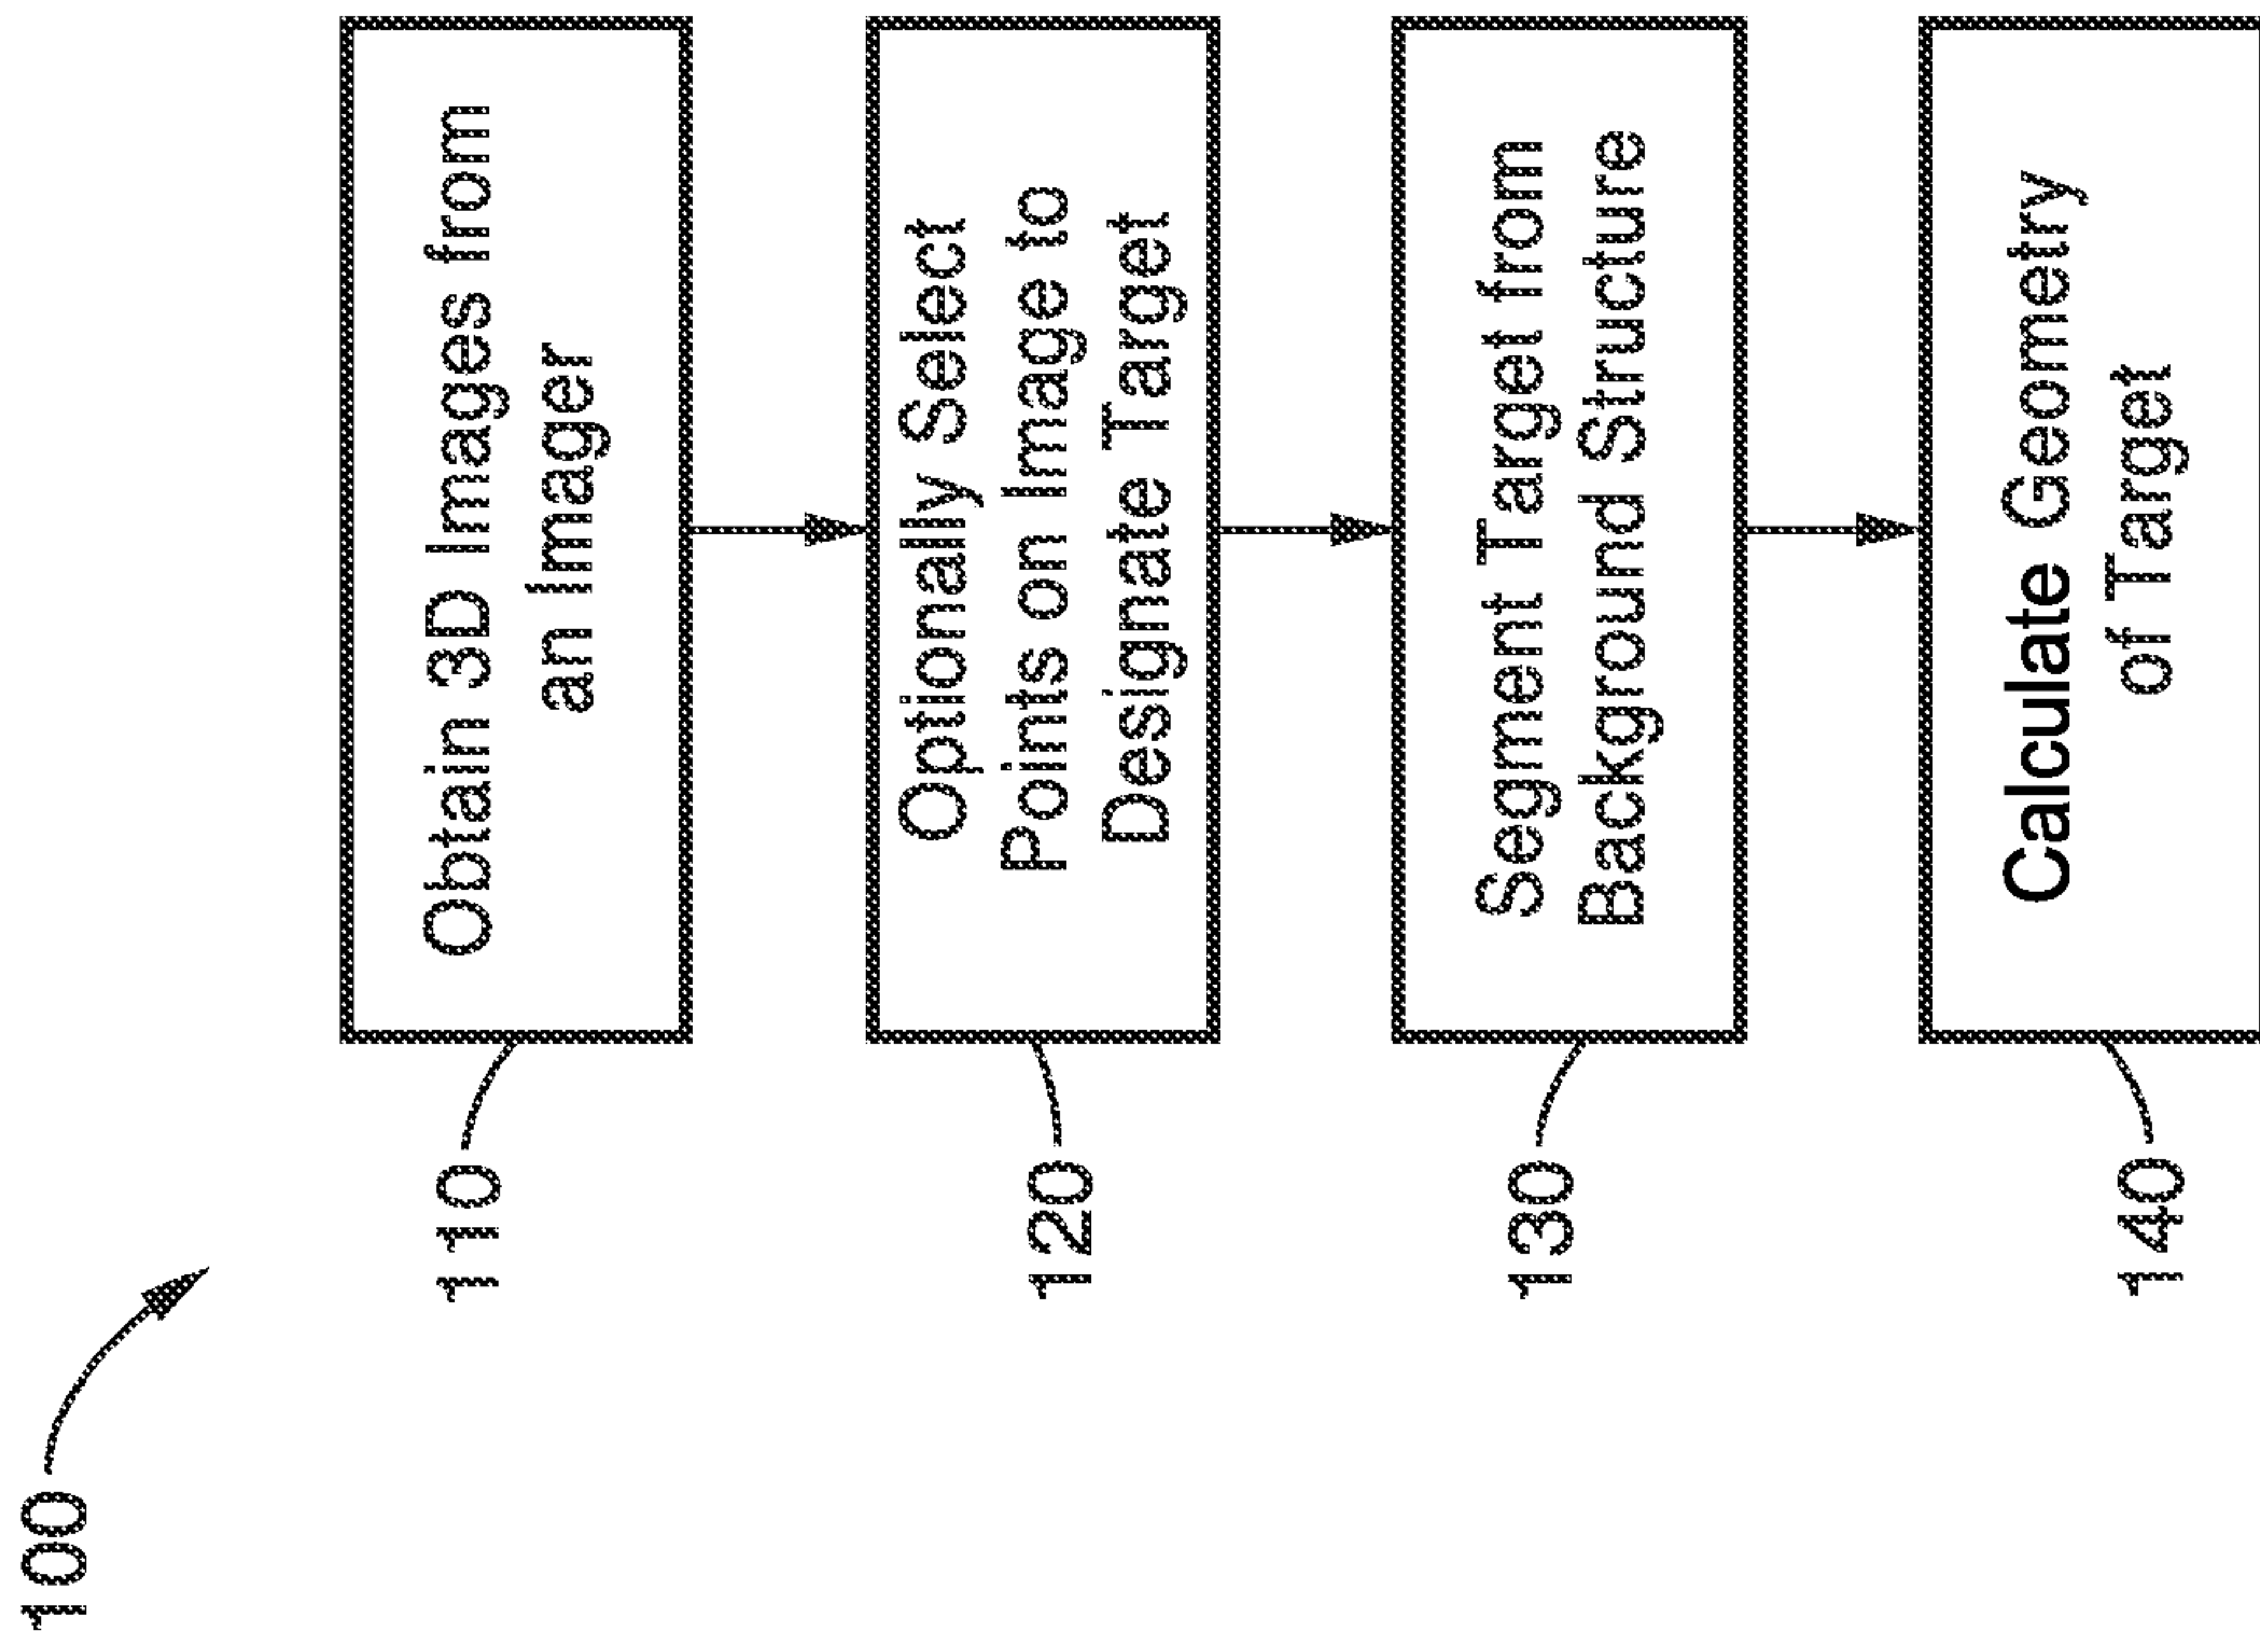 100
110
Obtain 3D Images from
an Imager
120
Optionally Select
Points on Image to
Designate Target
130
Segment Target from
Background Structure
140
Calculate Geometry
of Target